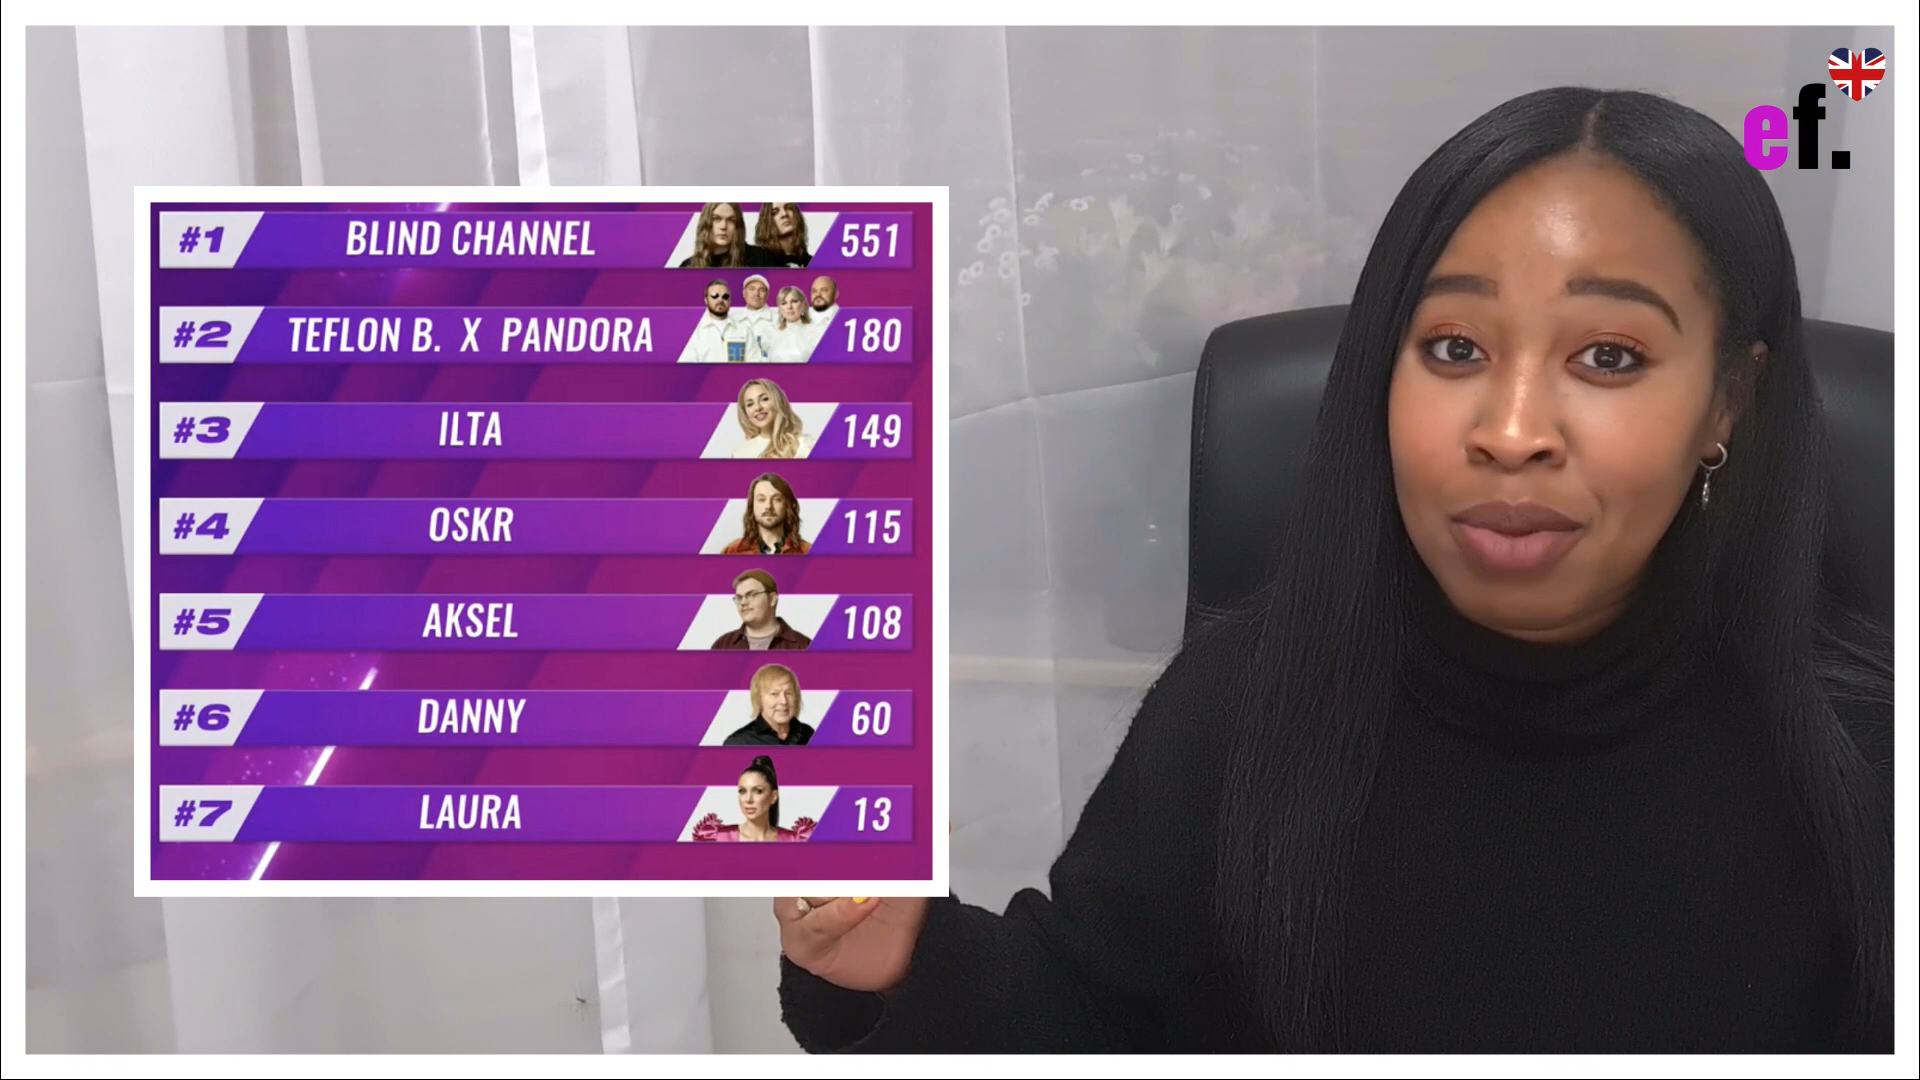 ef.
#1 BLIND CHANNEL 551
#2 TEFLON B. X PANDORA 180
#3 ILTA 149
#4 OSKR 115
#5 AKSEL 108
#6 DANNY 60
#7 LAURA 13